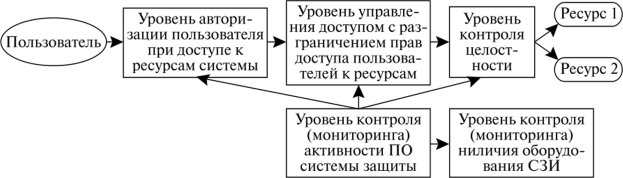 Пользователь
Уровень автори-
зации пользователя
при доступе к
ресурсам системы
Уровень управле-
ния доступом с раз-
граничением прав
доступа пользова-
телей к ресурсам
Уровень
контроля
целост-
ности
Ресурс 1
Ресурс 2
Уровень контроля
(мониторинга)
активности ПО
системы защиты
Уровень контроля
(мониторинга)
ниличия оборудо-
вания СЗИ